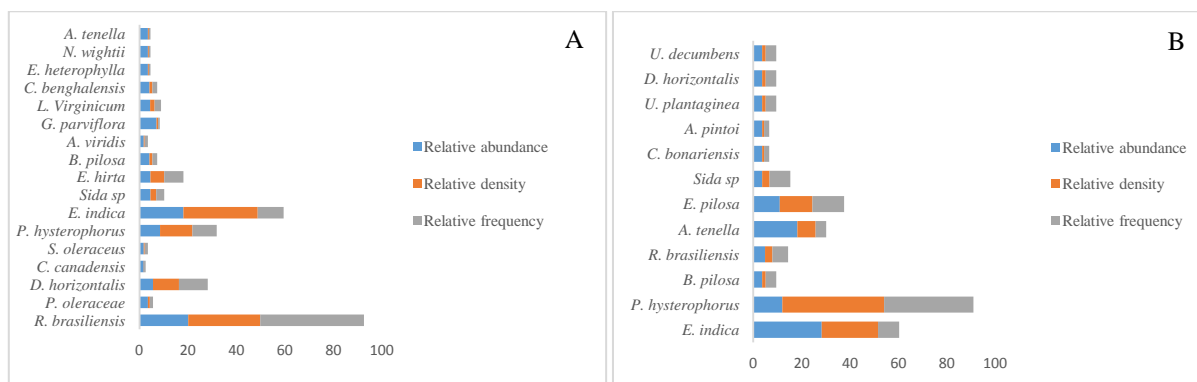 A
A. tenella
N. wightii
E. heterophylla
C. benghalensis
L. Virginicum
G. parviflora
A. viridis
B. pilosa
E. hirta
Sida sp
E. indica
P. hysterophorus
S. oleraceus
C. canadensis
D. horizontalis
P. oleraceae
R. brasiliensis
0 20 40 60 80 100
Relative abundance
Relative density
Relative frequency
B
U. decumbens
D. horizontalis
U. plantaginea
A. pintoi
C. bonariensis
Sida sp
E. pilosa
A. tenella
R. brasiliensis
B. pilosa
P. hysterophorus
E. indica
0 20 40 60 80 100
Relative abundance
Relative density
Relative frequency